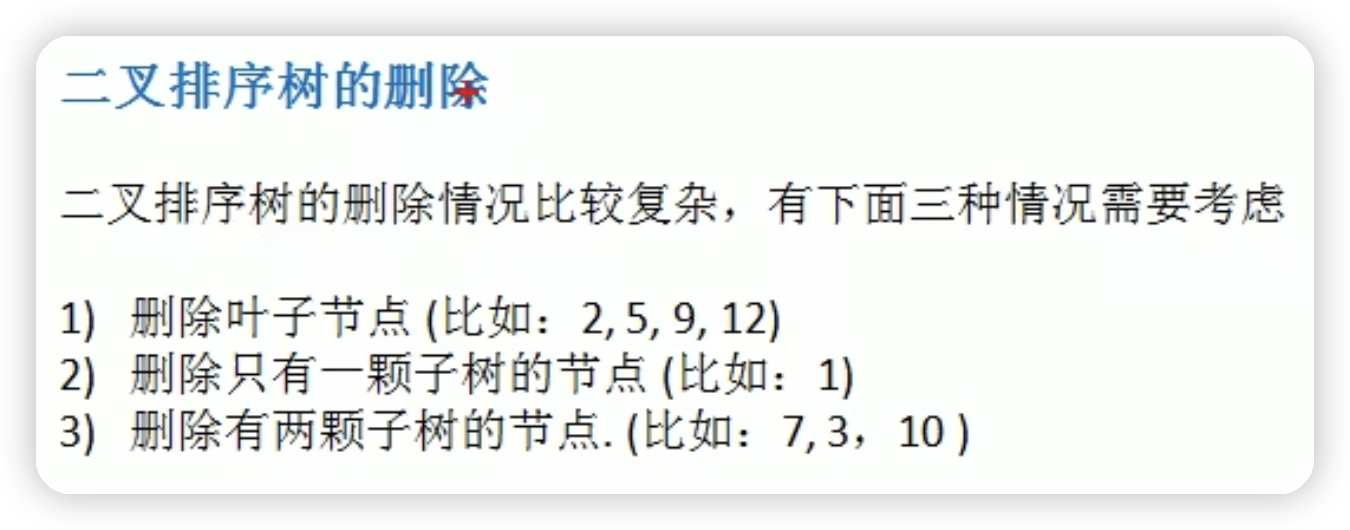 二叉排序树的删除
二叉排序树的删除情况比较复杂，有下面三种情况需要考虑
1) 删除叶子节点 (比如：2, 5, 9, 12)
2) 删除只有一颗子树的节点 (比如：1)
3) 删除有两颗子树的节点. (比如：7, 3，10 )